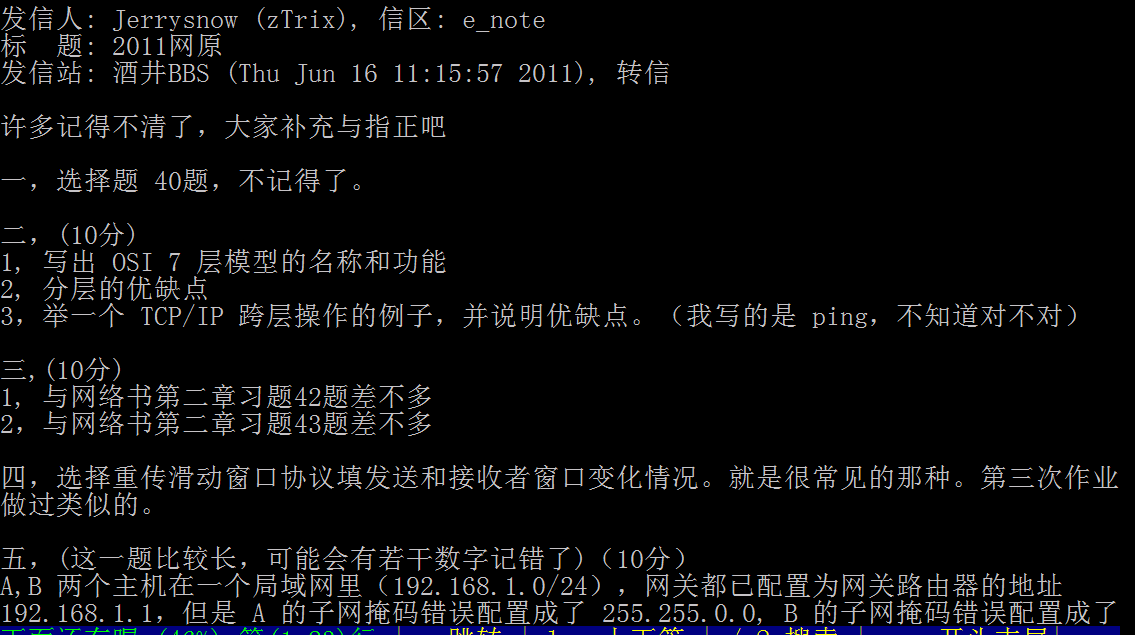 发信人: Jerrysnow (zTrix), 信区: e_note
标　题: 2011网原
发信站: 酒井BBS (Thu Jun 16 11:15:57 2011), 转信
许多记得不清了，大家补充与指正吧
一，选择题 40题，不记得了。
二，(10分)
1, 写出 OSI 7 层模型的名称和功能
2, 分层的优缺点
3，举一个 TCP/IP 跨层操作的例子，并说明优缺点。（我写的是 ping，不知道对不对）
三,(10分)
1, 与网络书第二章习题42题差不多
2，与网络书第二章习题43题差不多
四，选择重传滑动窗口协议填发送和接收者窗口变化情况。就是很常见的那种。第三次作业
做过类似的。
五，(这一题比较长，可能会有若干数字记错了)（10分）
A,B 两个主机在一个局域网里（192.168.1.0/24），网关都已配置为网关路由器的地址
192.168.1.1，但是 A 的子网掩码错误配置成了 255.255.0.0, B 的子网掩码错误配置成了